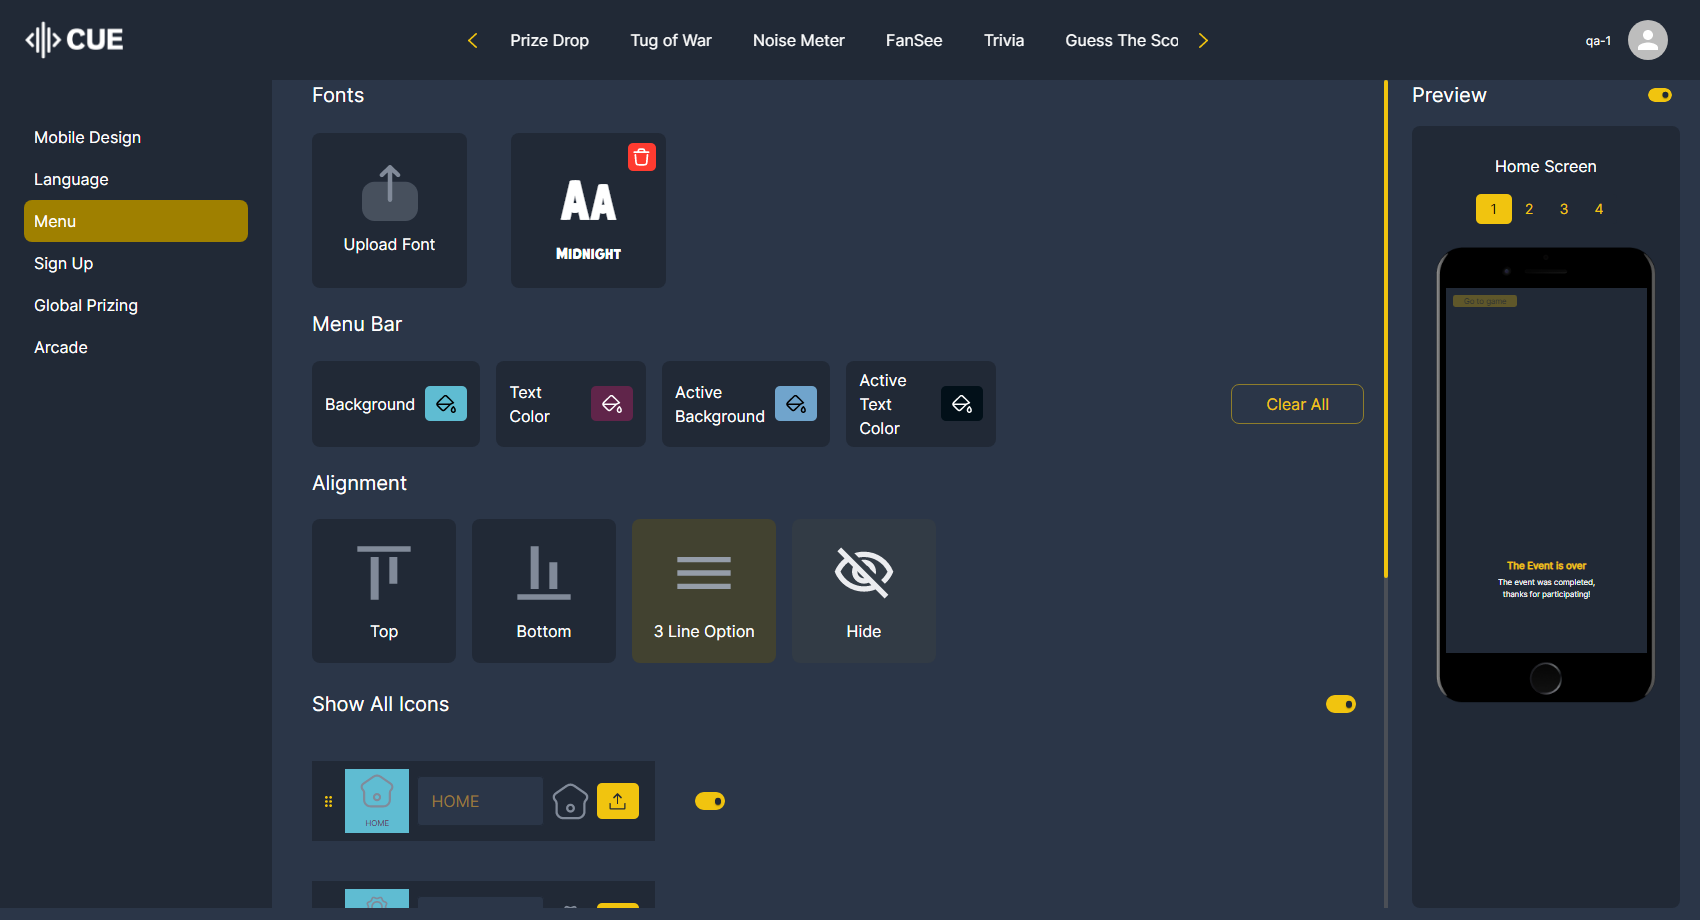 CUE
Prize Drop
Tug of War
Noise Meter
FanSee
Trivia
Guess The Sco
qa-1
Mobile Design
Language
Menu
Sign Up
Global Prizing
Arcade
Fonts
Upload Font
AA
MIDNIGHT
Menu Bar
Background
Text
Color
Active
Background
Active
Text
Color
Clear All
Alignment
Top
Bottom
3 Line Option
Hide
Show All Icons
HOME
HOME
Preview
Home Screen
1 2 3 4
Go to game
The Event is over
The event was completed,
thanks for participating!